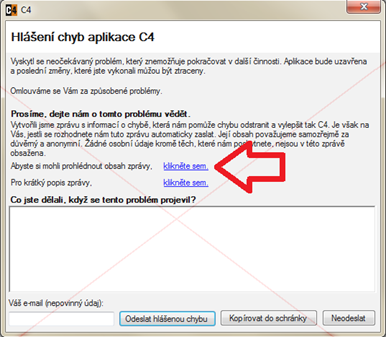 C4 C4
Hlášení chyb aplikace C4
Vyskytl se neočekávaný problém, který znemožňuje pokračovat v další činnosti. Aplikace bude uzavřena
a poslední změny, které jste vykonali můžou být ztraceny.
Omlouváme se Vám za způsobené problémy.
Prosíme, dejte nám o tomto problému vědět.
Vytvořili jsme zprávu s informací o chybě, která nám pomůže chybu odstranit a vylepšit tak C4. Je však na
Vás, jestli se rozhodnete nám tuto zprávu automaticky zaslat. Její obsah považujeme samozřejmě za
důvěrný a anonymní. Žádné osobní údaje kromě těch, které nám poskytnete, nejsou v této zprávě
obsažena.
Abyste si mohli prohlédnout obsah zprávy, klikněte sem.
Pro krátký popis zprávy, klikněte sem.
Co jste dělali, když se tento problém projevil?
Váš e-mail (nepovinný údaj):
Odeslat hlášenou chybu Kopírovat do schránky Neodeslat